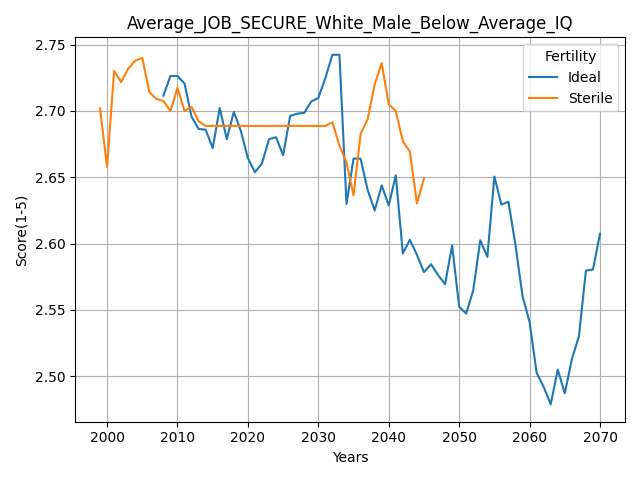 Average_JOB_SECURE_White_Male_Below_Average_IQ
Fertility
Ideal
Sterile
Score(1-5)
2.75
2.70
2.65
2.60
2.55
2.50
2000 2010 2020 2030 2040 2050 2060 2070
Years